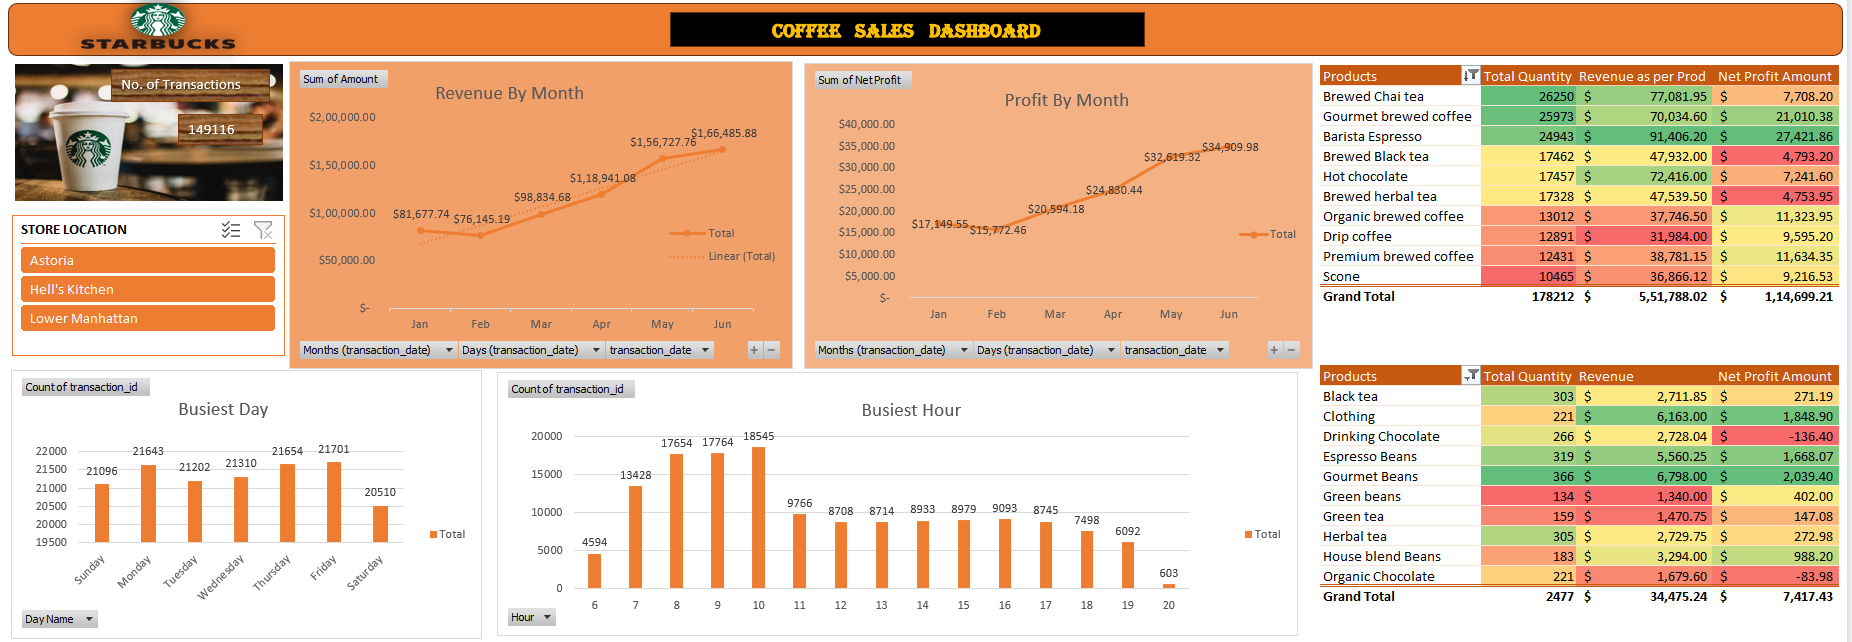 STARBUCKS
COFFEE SALES DASHBOARD
No. of Transactions
149116
STORE LOCATION
Astoria
Hell's Kitchen
Lower Manhattan
Sum of Amount
Revenue By Month
$2,00,000.00
$1,50,000.00
$1,00,000.00
$50,000.00
$-
$81,677.74
$76,145.19
$98,834.68
$1,18,941.08
$1,56,727.76
$1,66,485.88
Total
Linear (Total)
Jan Feb Mar Apr May Jun
Months (transaction_date) Days (transaction_date) transaction_date + -
Sum of NetProfit
Profit By Month
$40,000.00
$35,000.00
$30,000.00
$25,000.00
$20,000.00
$15,000.00
$10,000.00
$5,000.00
$-
$17,149.55
$15,772.46
$20,594.18
$24,830.44
$32,619.32
$34,909.98
Total
Jan Feb Mar Apr May Jun
Months (transaction_date) Days (transaction_date) transaction_date + -
Products Total Quantity Revenue as per Prod Net Profit Amount
Brewed Chai tea 26250 $ 77,081.95 $ 7,708.20
Gourmet brewed coffee 25973 $ 70,034.60 $ 21,010.38
Barista Espresso 24943 $ 91,406.20 $ 27,421.86
Brewed Black tea 17462 $ 47,932.00 $ 4,793.20
Hot chocolate 17457 $ 72,416.00 $ 7,241.60
Brewed herbal tea 17328 $ 47,539.50 $ 4,753.95
Organic brewed coffee 13012 $ 37,746.50 $ 11,323.95
Drip coffee 12891 $ 31,984.00 $ 9,595.20
Premium brewed coffee 12431 $ 38,781.15 $ 11,634.35
Scone 10465 $ 36,866.12 $ 9,216.53
Grand Total 178212 $ 5,51,788.02 $ 1,14,699.21
Count of transaction_id
Busiest Day
22000
21500
21000
20500
20000
19500
21096 21643 21202 21310 21654 21701 20510
Total
Sunday Monday Tuesday Wednesday Thursday Friday Saturday
Day Name
Count of transaction_id
Busiest Hour
20000
15000
10000
5000
0
4594 13428 17654 17764 18545 9766 8708 8714 8933 8979 9093 8745 7498 6092 603
Total
6 7 8 9 10 11 12 13 14 15 16 17 18 19 20
Hour
Products Total Quantity Revenue Net Profit Amount
Black tea 303 $ 2,711.85 $ 271.19
Clothing 221 $ 6,163.00 $ 1,848.90
Drinking Chocolate 266 $ 2,728.04 $ -136.40
Espresso Beans 319 $ 5,560.25 $ 1,668.07
Gourmet Beans 366 $ 6,798.00 $ 2,039.40
Green beans 134 $ 1,340.00 $ 402.00
Green tea 159 $ 1,470.75 $ 147.08
Herbal tea 305 $ 2,729.75 $ 272.98
House blend Beans 183 $ 3,294.00 $ 988.20
Organic Chocolate 221 $ 1,679.60 $ -83.98
Grand Total 2477 $ 34,475.24 $ 7,417.43